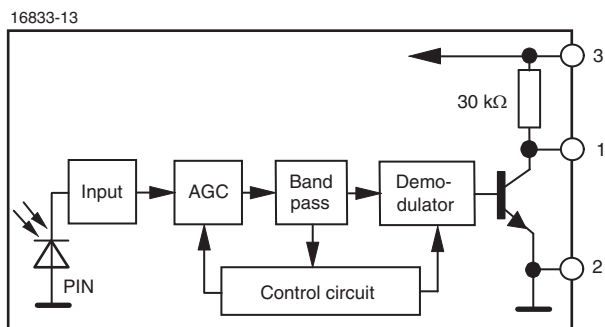 16833-13
3
30 kΩ
1
Input
AGC
Band
pass
Demo-
dulator
2
PIN
Control circuit